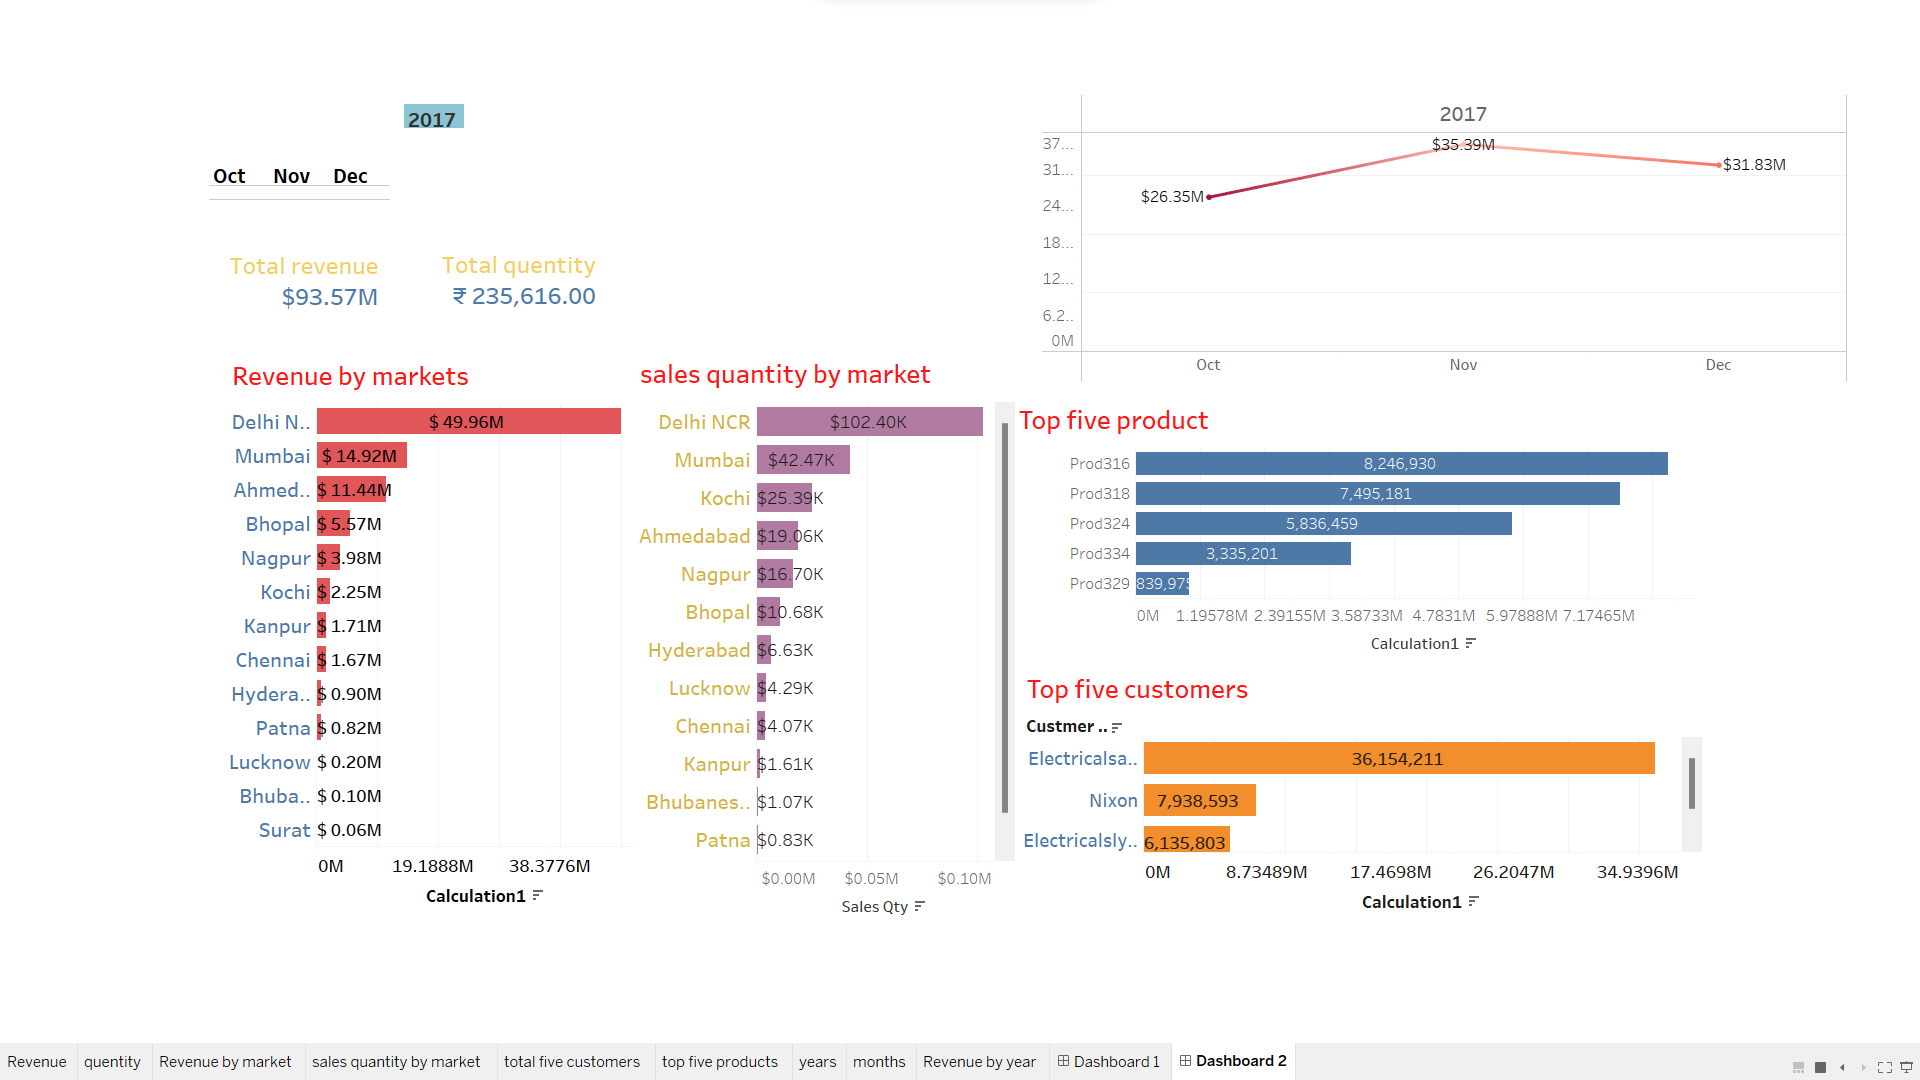 2017
Oct Nov Dec
Total revenue
$93.57M
Total quentity
₹ 235,616.00
2017
37...
31...
24...
18...
12...
6.2..
0M
$26.35M
$35.39M
$31.83M
Oct Nov Dec
Revenue by markets
Delhi N.. $ 49.96M
Mumbai $ 14.92M
Ahmed.. $ 11.44M
Bhopal $ 5.57M
Nagpur $ 3.98M
Kochi $ 2.25M
Kanpur $ 1.71M
Chennai $ 1.67M
Hydera.. $ 0.90M
Patna $ 0.82M
Lucknow $ 0.20M
Bhuba.. $ 0.10M
Surat $ 0.06M
0M 19.1888M 38.3776M
Calculation1
sales quantity by market
Delhi NCR $102.40K
Mumbai $42.47K
Kochi $25.39K
Ahmedabad $19.06K
Nagpur $16.70K
Bhopal $10.68K
Hyderabad $6.63K
Lucknow $4.29K
Chennai $4.07K
Kanpur $1.61K
Bhubanes.. $1.07K
Patna $0.83K
$0.00M $0.05M $0.10M
Sales Qty
Top five product
Prod316 8,246,930
Prod318 7,495,181
Prod324 5,836,459
Prod334 3,335,201
Prod329 839,975
0M 1.19578M 2.39155M 3.58733M 4.7831M 5.97888M 7.17465M
Calculation1
Top five customers
Custmer ..
Electricalsa.. 36,154,211
Nixon 7,938,593
Electricalsly.. 6,135,803
0M 8.73489M 17.4698M 26.2047M 34.9396M
Calculation1
Revenue quentity Revenue by market sales quantity by market total five customers top five products years months Revenue by year Dashboard 1 Dashboard 2